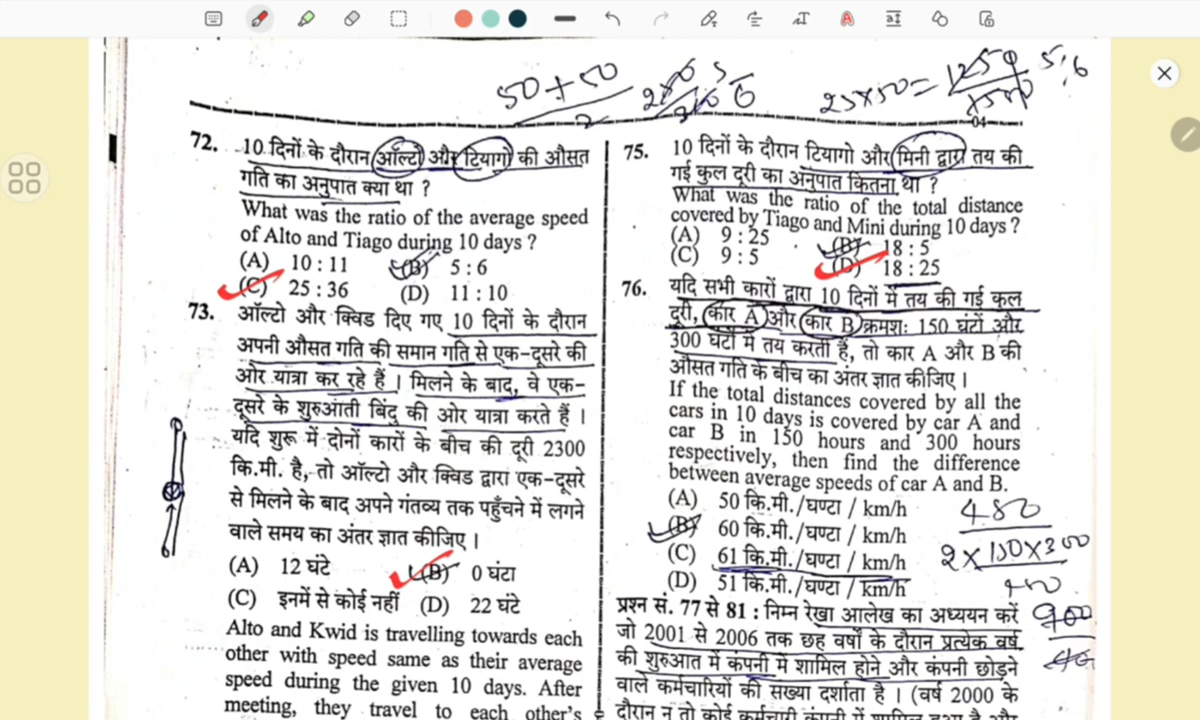 50+50
2
25x50=
1250
5:6
72. 10 दिनों के दौरान ऑल्टो और टियागो की औसत
गति का अनुपात क्या था ?
What was the ratio of the average speed
of Alto and Tiago during 10 days ?
(A) 10 : 11 (B) 5 : 6
(C) 25 : 36 (D) 11 : 10
73. ऑल्टो और क्विड दिए गए 10 दिनों के दौरान
अपनी औसत गति की समान गति से एक-दूसरे की
ओर यात्रा कर रहे हैं । मिलने के बाद, वे एक-
दूसरे के शुरुआती बिंदु की ओर यात्रा करते हैं ।
यदि शुरू में दोनों कारों के बीच की दूरी 2300
कि.मी. है, तो ऑल्टो और क्विड द्वारा एक-दूसरे
से मिलने के बाद अपने गंतव्य तक पहुँचने में लगने
वाले समय का अंतर ज्ञात कीजिए ।
(A) 12 घंटे (B) 0 घंटा
(C) इनमें से कोई नहीं (D) 22 घंटे
Alto and Kwid is travelling towards each
other with speed same as their average
speed during the given 10 days. After
meeting, they travel to each other's
75. 10 दिनों के दौरान टियागो और मिनी द्वारा तय की
गई कुल दूरी का अनुपात कितना था ?
What was the ratio of the total distance
covered by Tiago and Mini during 10 days ?
(A) 9 : 25 (B) 18 : 5
(C) 9 : 5 (D) 18 : 25
76. यदि सभी कारों द्वारा 10 दिनों में तय की गई कुल
दूरी, कार A और कार B क्रमशः 150 घंटों और
300 घंटों में तय करती हैं, तो कार A और B की
औसत गति के बीच का अंतर ज्ञात कीजिए ।
If the total distances covered by all the
cars in 10 days is covered by car A and
car B in 150 hours and 300 hours
respectively, then find the difference
between average speeds of car A and B.
(A) 50 कि.मी./घण्टा / km/h
(B) 60 कि.मी./घण्टा / km/h
(C) 61 कि.मी./घण्टा / km/h
(D) 51 कि.मी./घण्टा / km/h
480
2x150x300
900
प्रश्न सं. 77 से 81 : निम्न रेखा आलेख का अध्ययन करें
जो 2001 से 2006 तक छह वर्षों के दौरान प्रत्येक वर्ष
की शुरुआत में कंपनी में शामिल होने और कंपनी छोड़ने
वाले कर्मचारियों की सख्या दर्शाता है । (वर्ष 2000 के